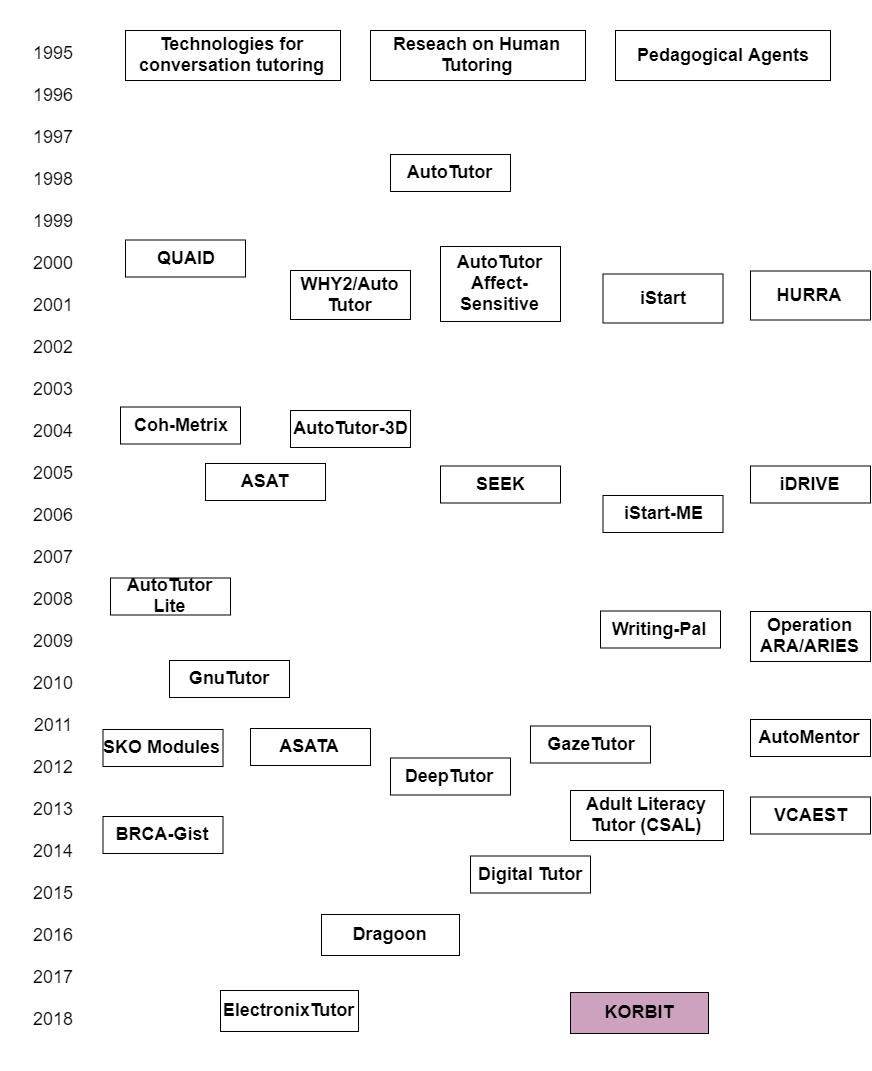 1995
Technologies for
conversation tutoring
Reseach on Human
Tutoring
Pedagogical Agents
1996
1997
1998
AutoTutor
1999
2000
QUAID
WHY2/Auto
Tutor
AutoTutor
Affect-
Sensitive
iStart
HURRA
2001
2002
2003
2004
Coh-Metrix
AutoTutor-3D
2005
ASAT
SEEK
iDRIVE
2006
iStart-ME
2007
2008
AutoTutor
Lite
2009
Writing-Pal
Operation
ARA/ARIES
2010
GnuTutor
2011
SKO Modules
ASATA
GazeTutor
AutoMentor
2012
DeepTutor
2013
Adult Literacy
Tutor (CSAL)
VCAEST
BRCA-Gist
2014
Digital Tutor
2015
2016
Dragoon
2017
2018
ElectronixTutor
KORBIT